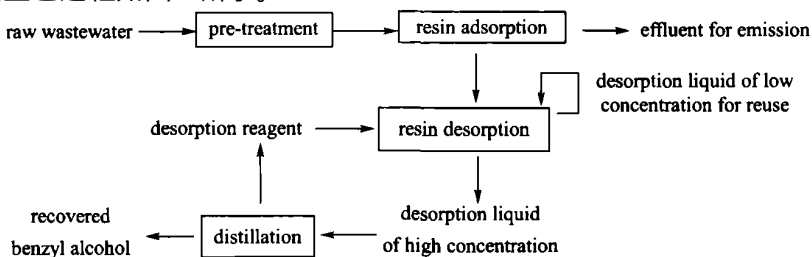 raw wastewater
pre-treatment
resin adsorption
effluent for emission
desorption liquid of low
concentration for reuse
desorption reagent
resin desorption
recovered
benzyl alcohol
distillation
desorption liquid
of high concentration